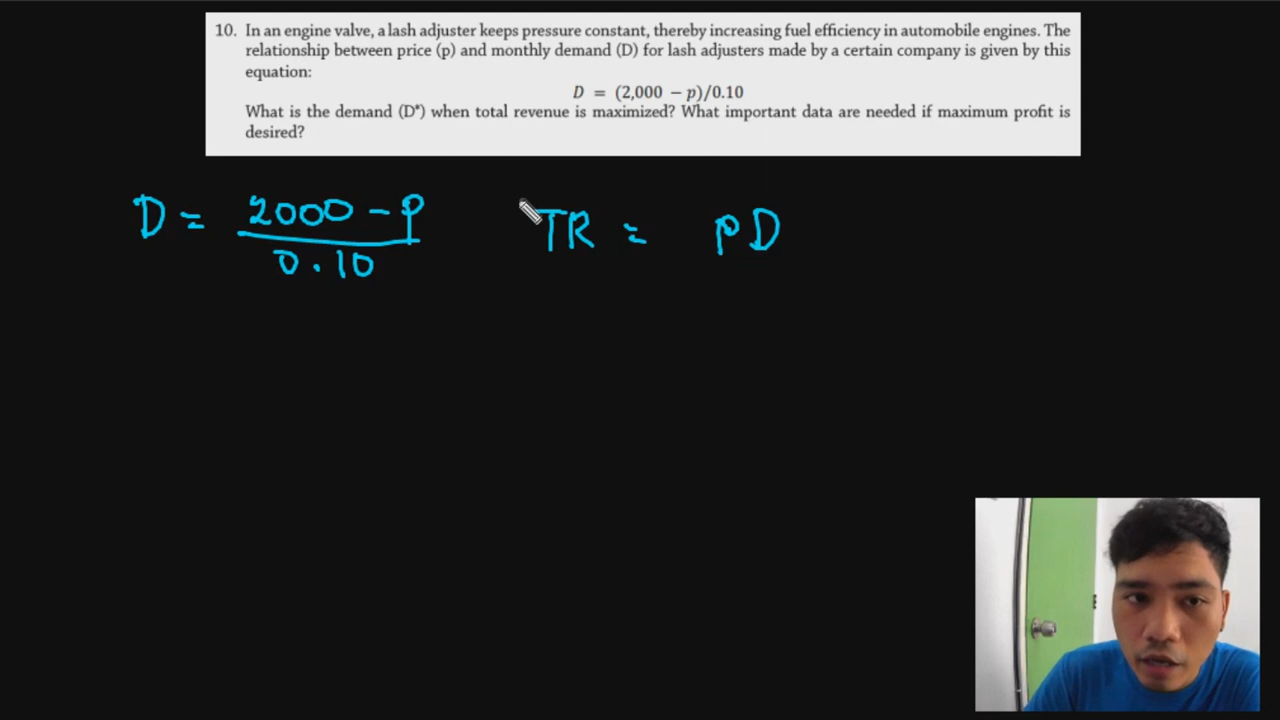 10. In an engine valve, a lash adjuster keeps pressure constant, thereby increasing fuel efficiency in automobile engines. The
relationship between price (p) and monthly demand (D) for lash adjusters made by a certain company is given by this
equation:
D = (2,000 − p)/0.10
What is the demand (D*) when total revenue is maximized? What important data are needed if maximum profit is
desired?
D = 2000 - P / 0.10
TR = PD